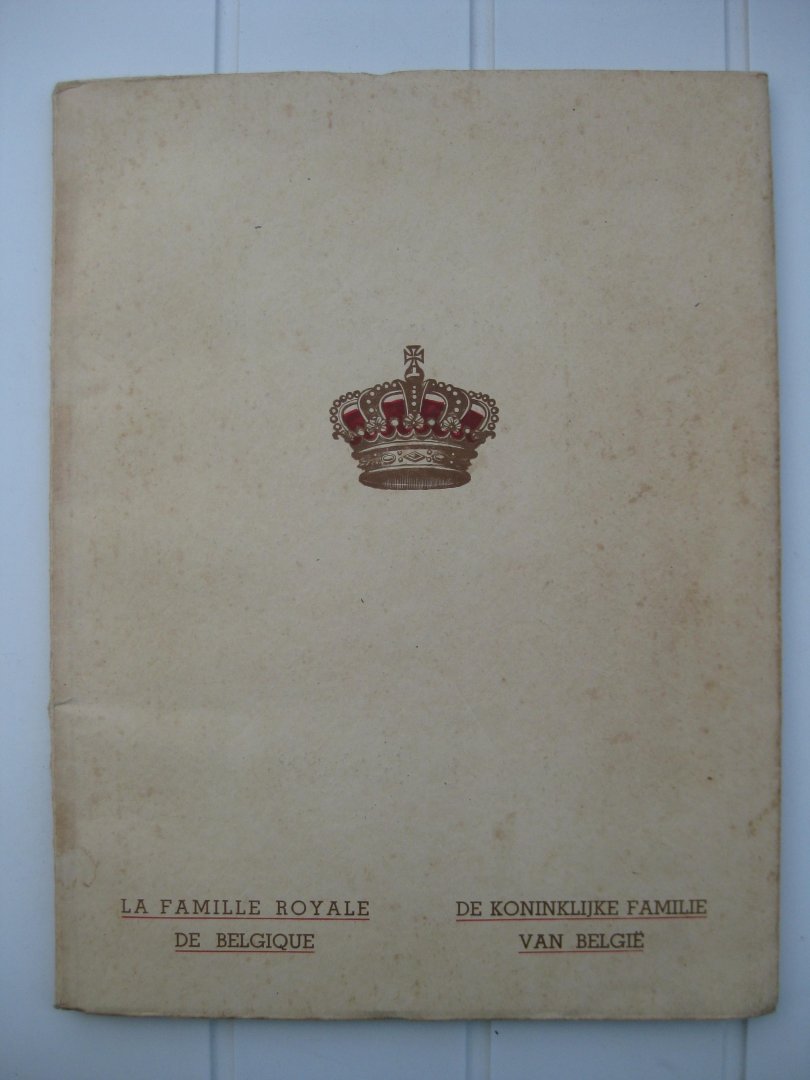 LA FAMILLE ROYALE
DE BELGIQUE
DE KONINKLIJKE FAMILIE
VAN BELGIË